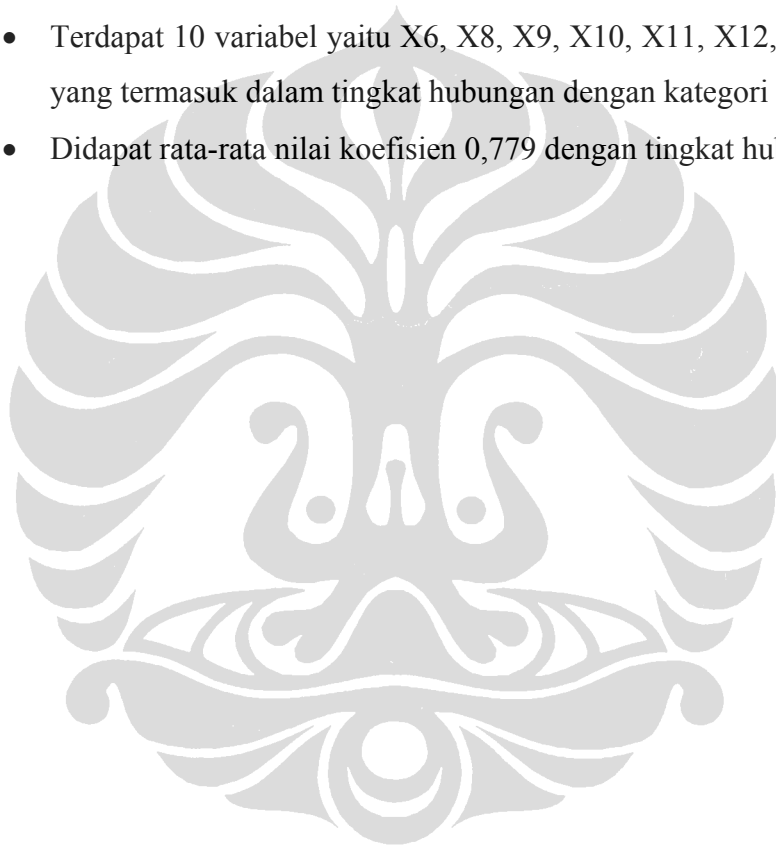 • Terdapat 10 variabel yaitu X6, X8, X9, X10, X11, X12,
yang termasuk dalam tingkat hubungan dengan kategori
• Didapat rata-rata nilai koefisien 0,779 dengan tingkat